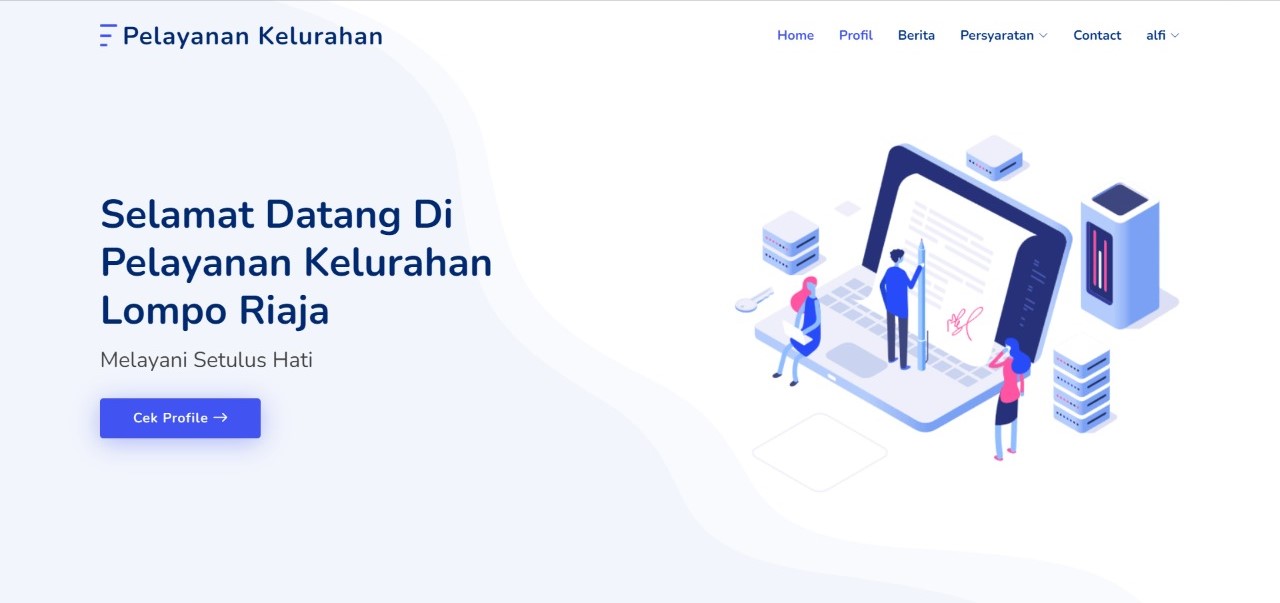 Pelayanan Kelurahan
Home Profil Berita Persyaratan Contact alfi
Selamat Datang Di
Pelayanan Kelurahan
Lompo Riaja
Melayani Setulus Hati
Cek Profile →